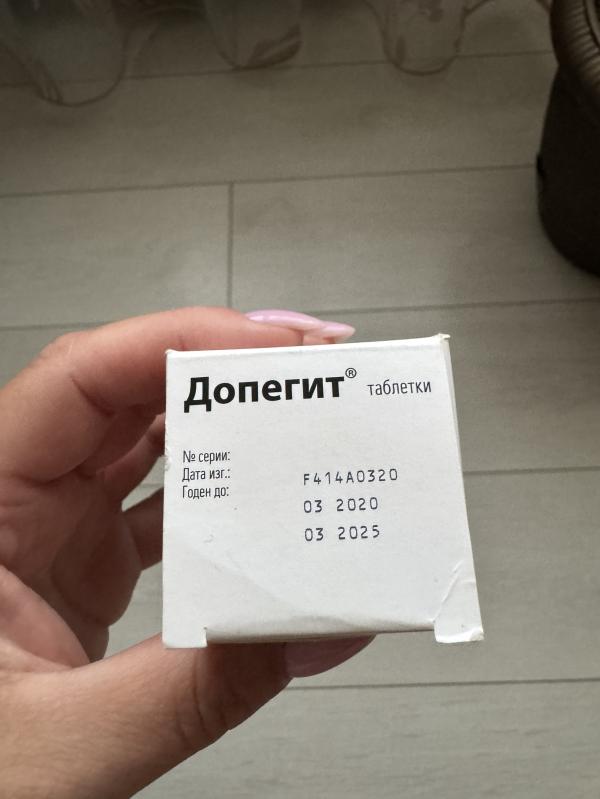 Допегит® таблетки
№ серии:
Дата изг.:
Годен до:
F414A0320
03 2020
03 2025